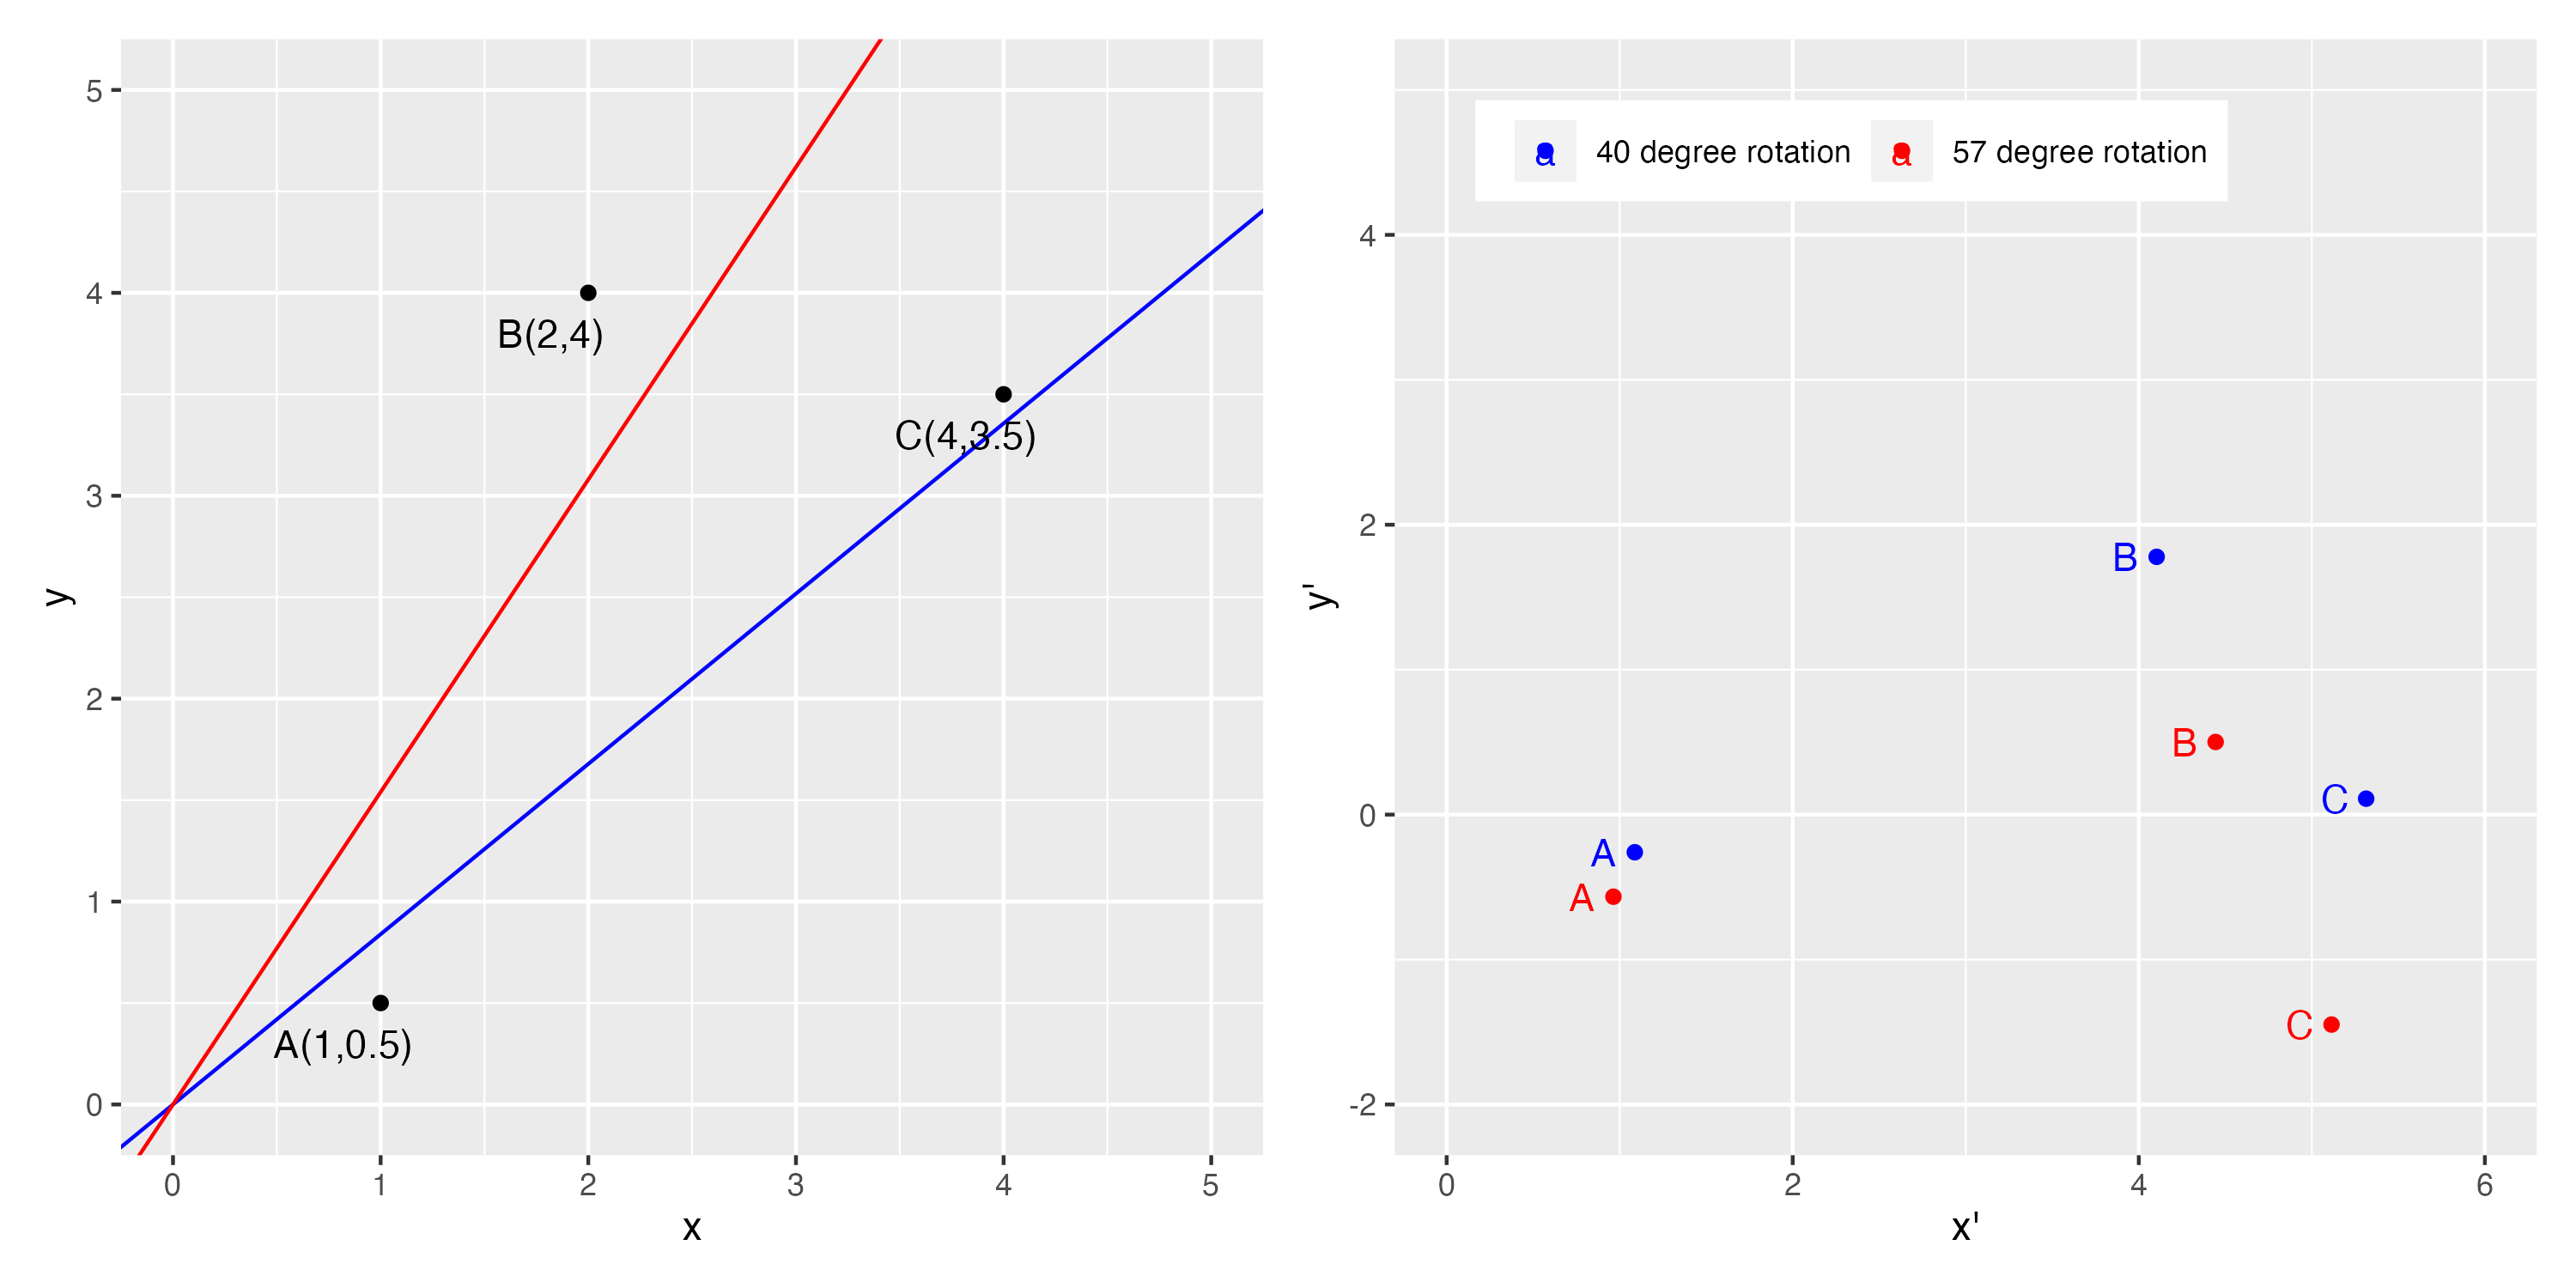 5
4
3
2
1
0
y
B(2,4)
C(4,3.5)
A(1,0.5)
0 1 2 3 4 5
x
a 40 degree rotation a 57 degree rotation
4
2
0
-2
y'
B
B
C
A
A
C
0 2 4 6
x'